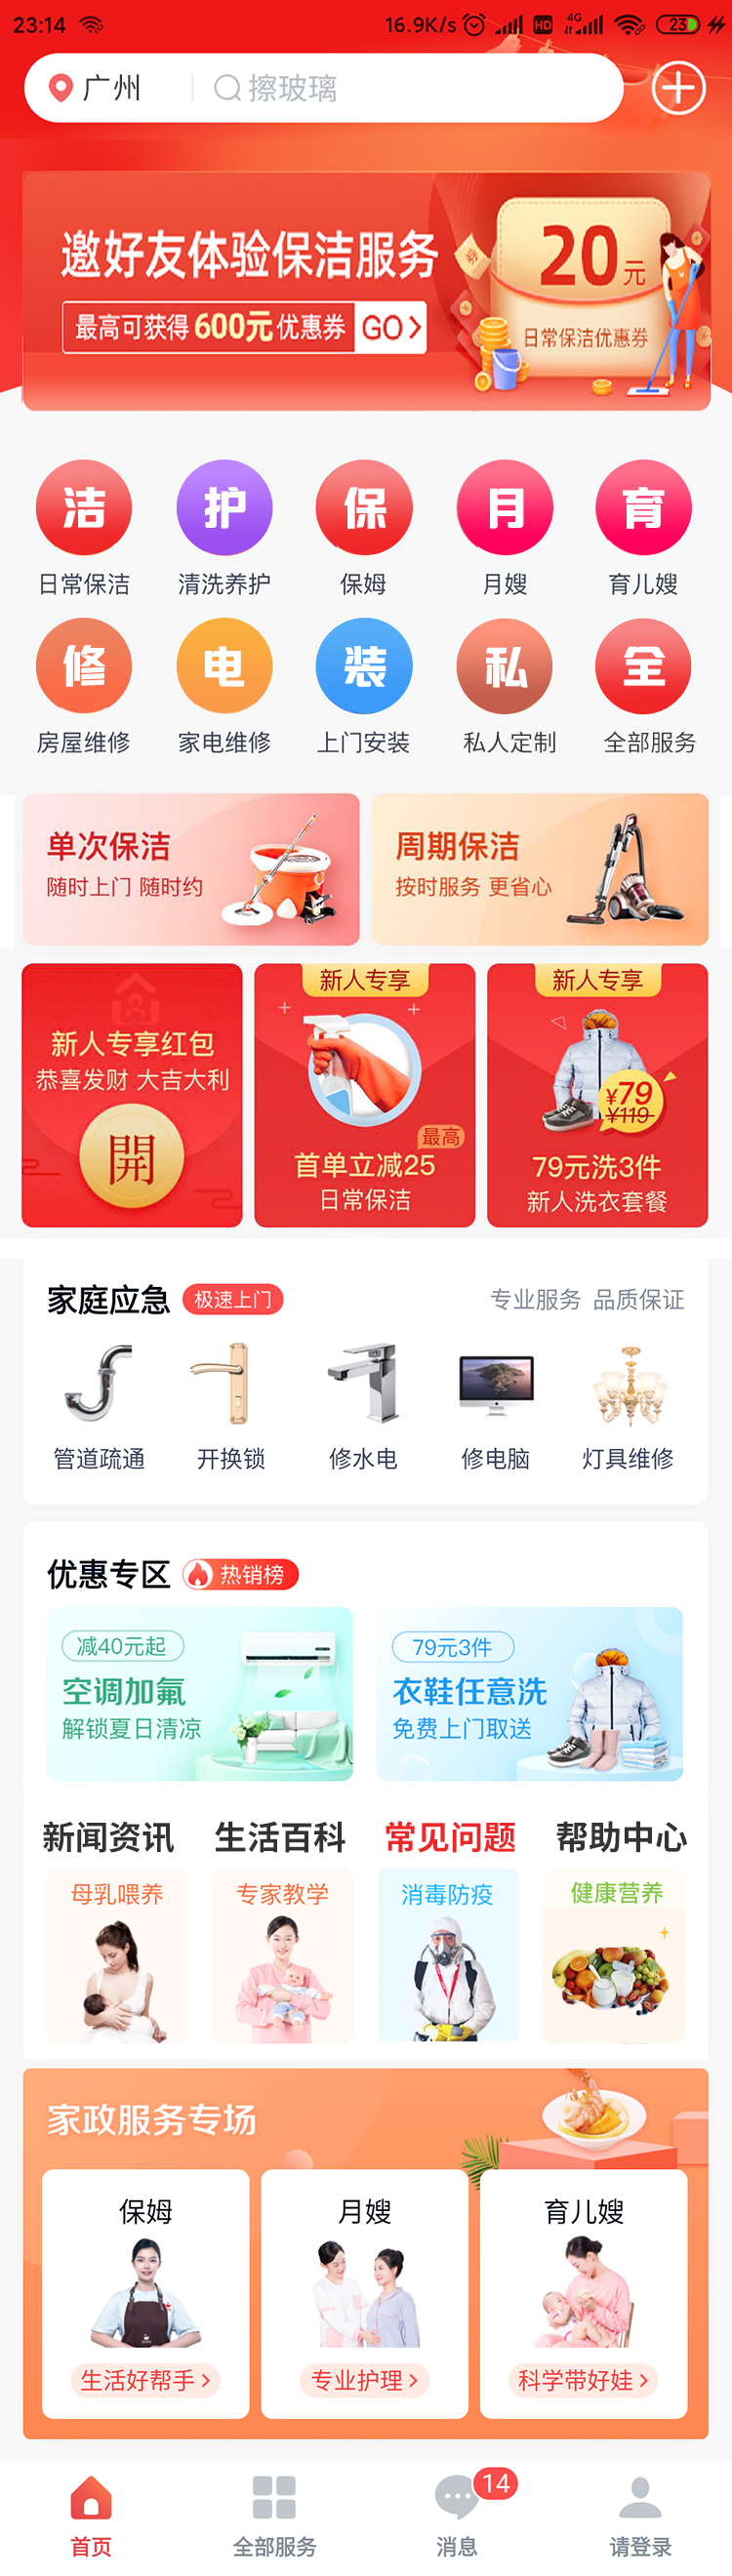 23:14 16.9K/s HD 4G 23
广州 擦玻璃
邀好友体验保洁服务
最高可获得600元优惠券 GO
券
20元
日常保洁优惠券
洁 护 保 月 育
日常保洁 清洗养护 保姆 月嫂 育儿嫂
修 电 装 私 全
房屋维修 家电维修 上门安装 私人定制 全部服务
单次保洁
随时上门 随时约
周期保洁
按时服务 更省心
新人专享红包
恭喜发财 大吉大利
開
新人专享
最高
首单立减25
日常保洁
新人专享
¥79
¥119
79元洗3件
新人洗衣套餐
家庭应急 极速上门 专业服务 品质保证
管道疏通 开换锁 修水电 修电脑 灯具维修
优惠专区 热销榜
减40元起
空调加氟
解锁夏日清凉
79元3件
衣鞋任意洗
免费上门取送
新闻资讯 生活百科 常见问题 帮助中心
母乳喂养 专家教学 消毒防疫 健康营养
家政服务专场
保姆 月嫂 育儿嫂
生活好帮手 专业护理 科学带好娃
14
首页 全部服务 消息 请登录